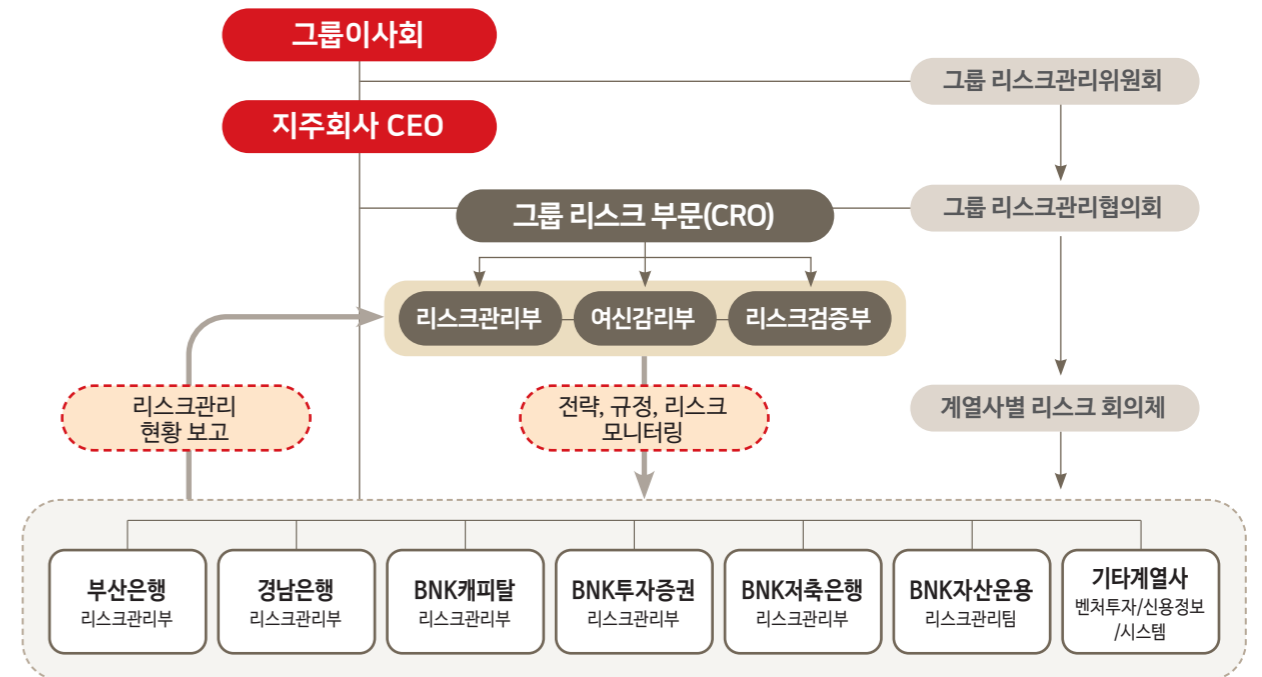 그룹이사회
그룹 리스크관리위원회
지주회사 CEO
그룹 리스크 부문(CRO)
그룹 리스크관리협의회
리스크관리부
여신감리부
리스크검증부
리스크관리
현황 보고
전략, 규정, 리스크
모니터링
계열사별 리스크 회의체
부산은행
리스크관리부
경남은행
리스크관리부
BNK캐피탈
리스크관리부
BNK투자증권
리스크관리부
BNK저축은행
리스크관리부
BNK자산운용
리스크관리팀
기타계열사
벤처투자/신용정보
/시스템